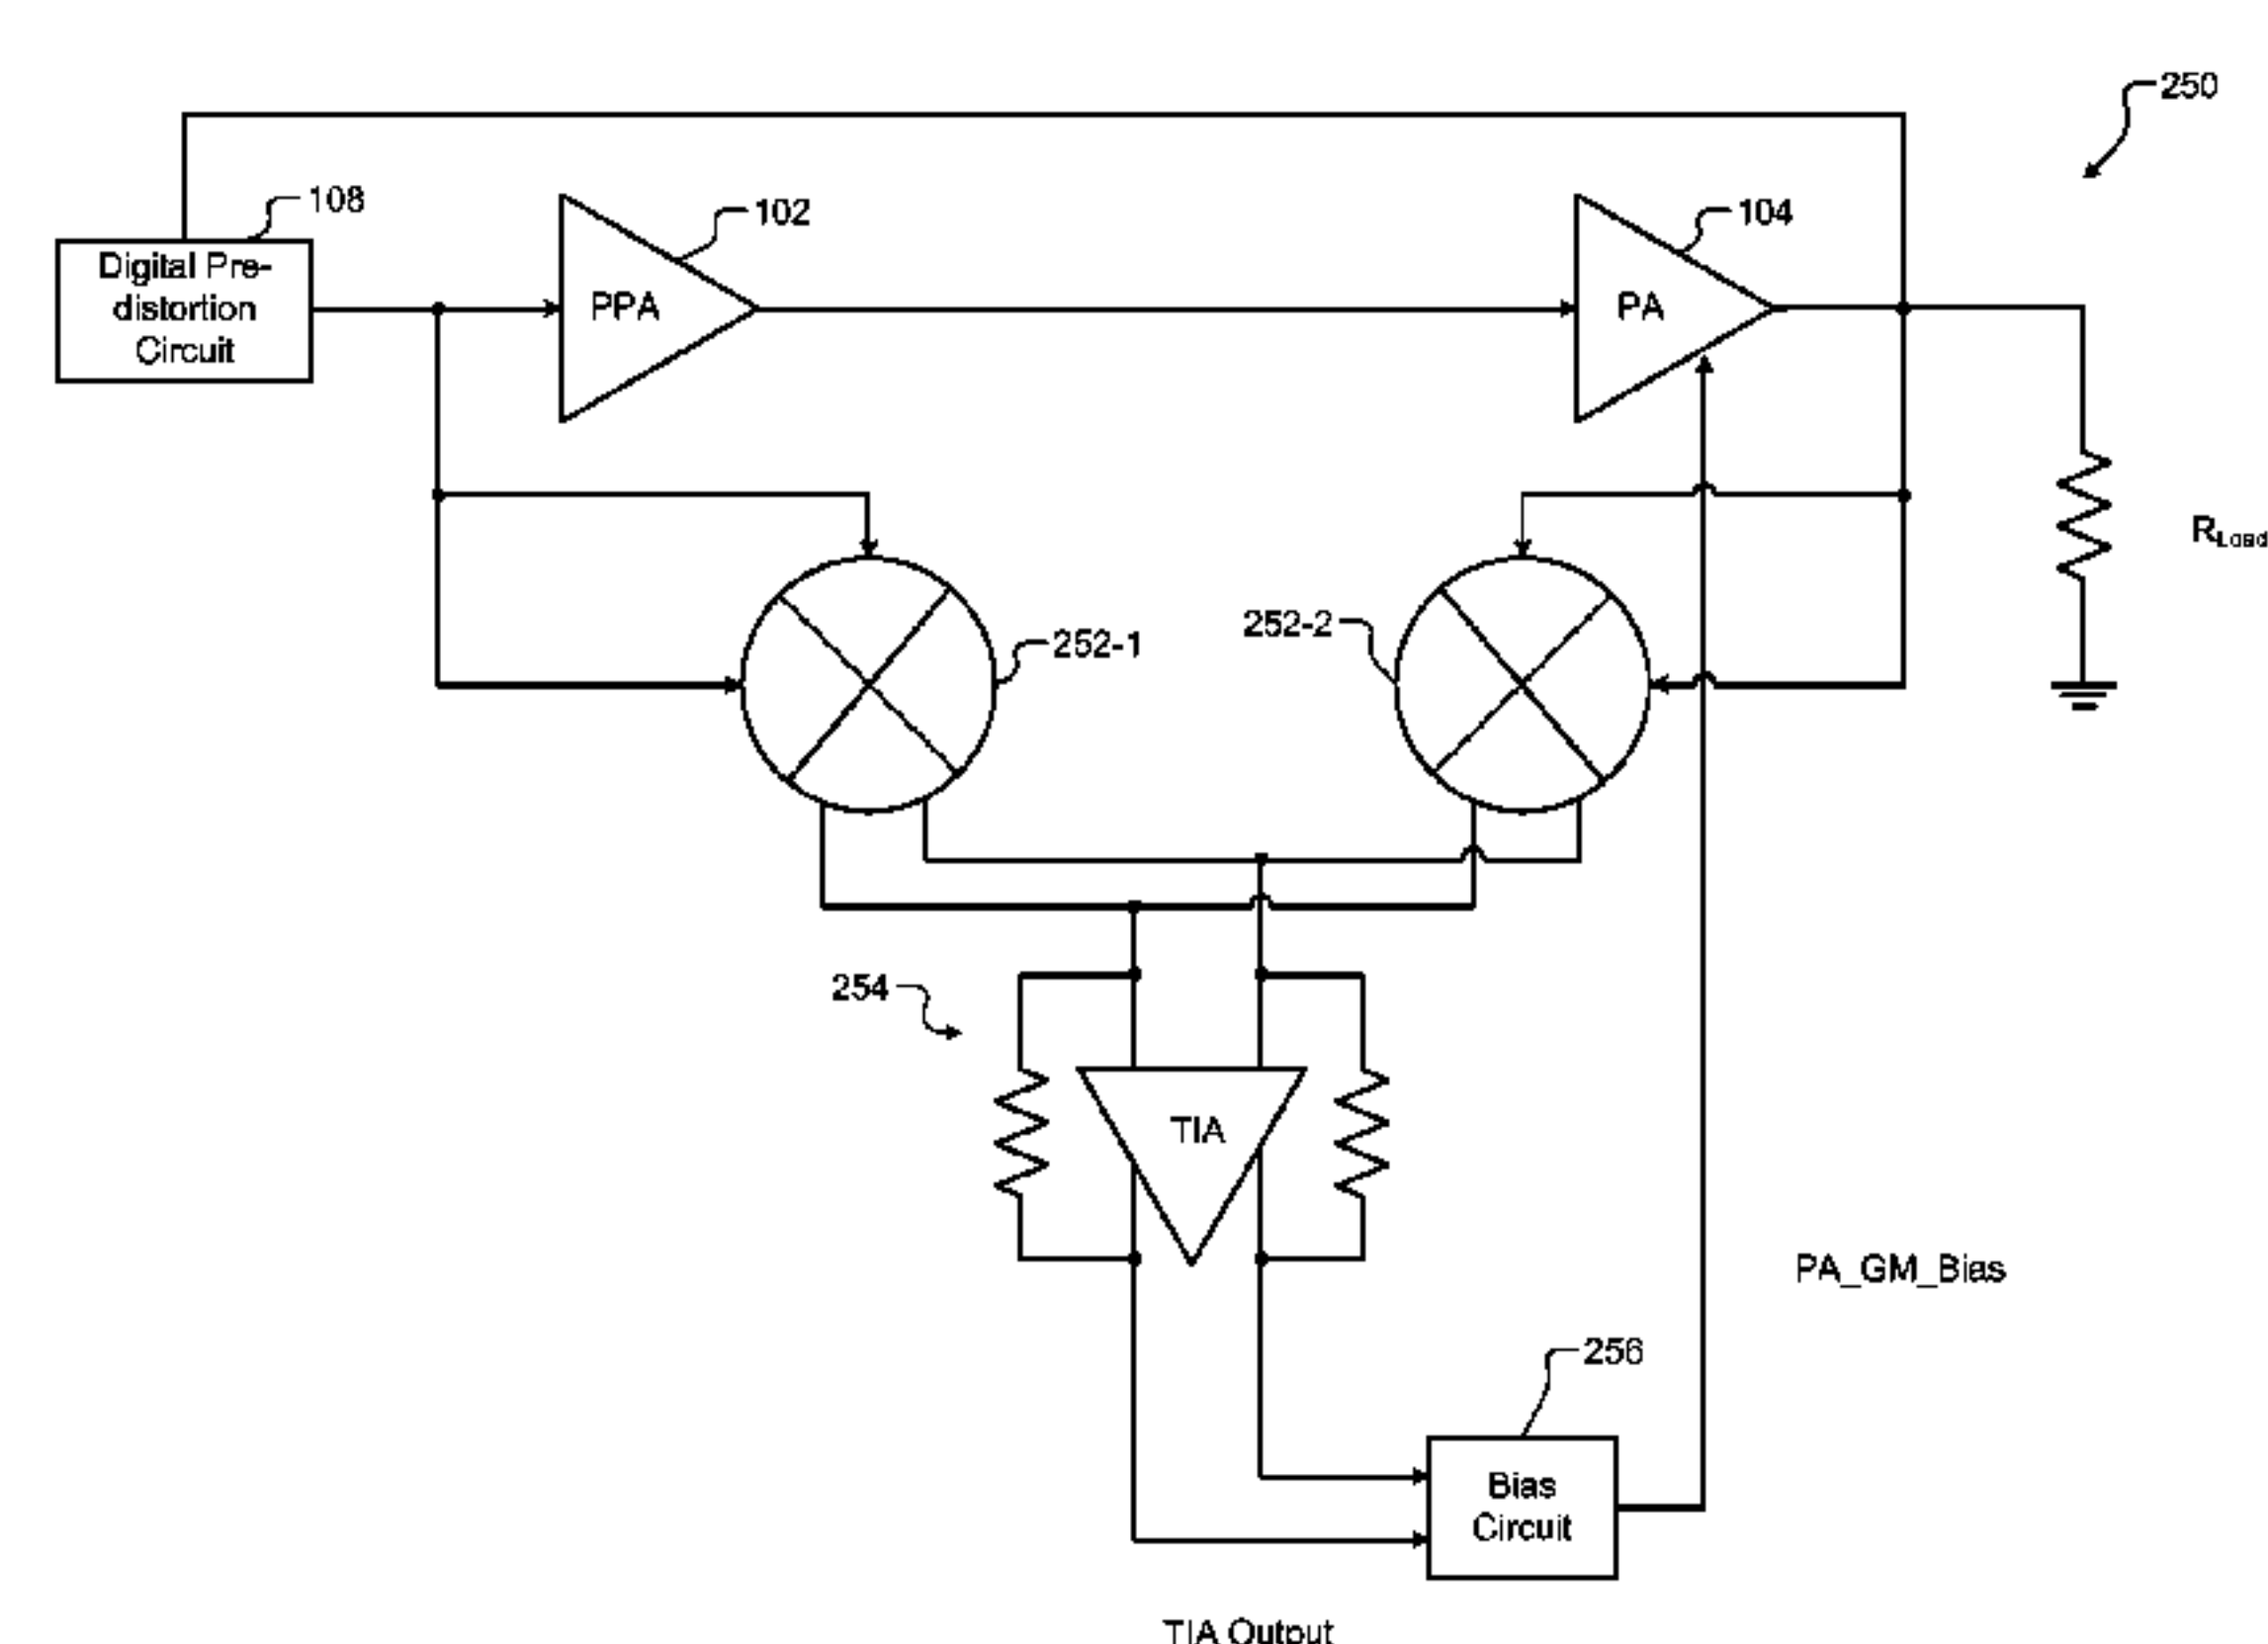 250
108
102
104
Digital Pre-
distortion
Circuit
PPA
PA
R Load
252-1
252-2
254
TIA
PA_GM_Bias
256
Bias
Circuit
TIA Output